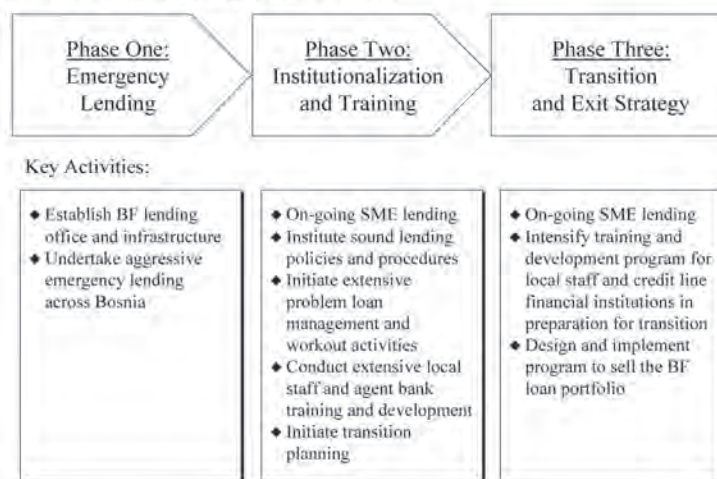 Phase One:
Emergency
Lending
Phase Two:
Institutionalization
and Training
Phase Three:
Transition
and Exit Strategy
Key Activities:
◆ Establish BF lending
office and infrastructure
◆ Undertake aggressive
emergency lending
across Bosnia
◆ On-going SME lending
◆ Institute sound lending
policies and procedures
◆ Initiate extensive
problem loan
management and
workout activities
◆ Conduct extensive local
staff and agent bank
training and development
◆ Initiate transition
planning
◆ On-going SME lending
◆ Intensify training and
development program for
local staff and credit line
financial institutions in
preparation for transition
◆ Design and implement
program to sell the BF
loan portfolio